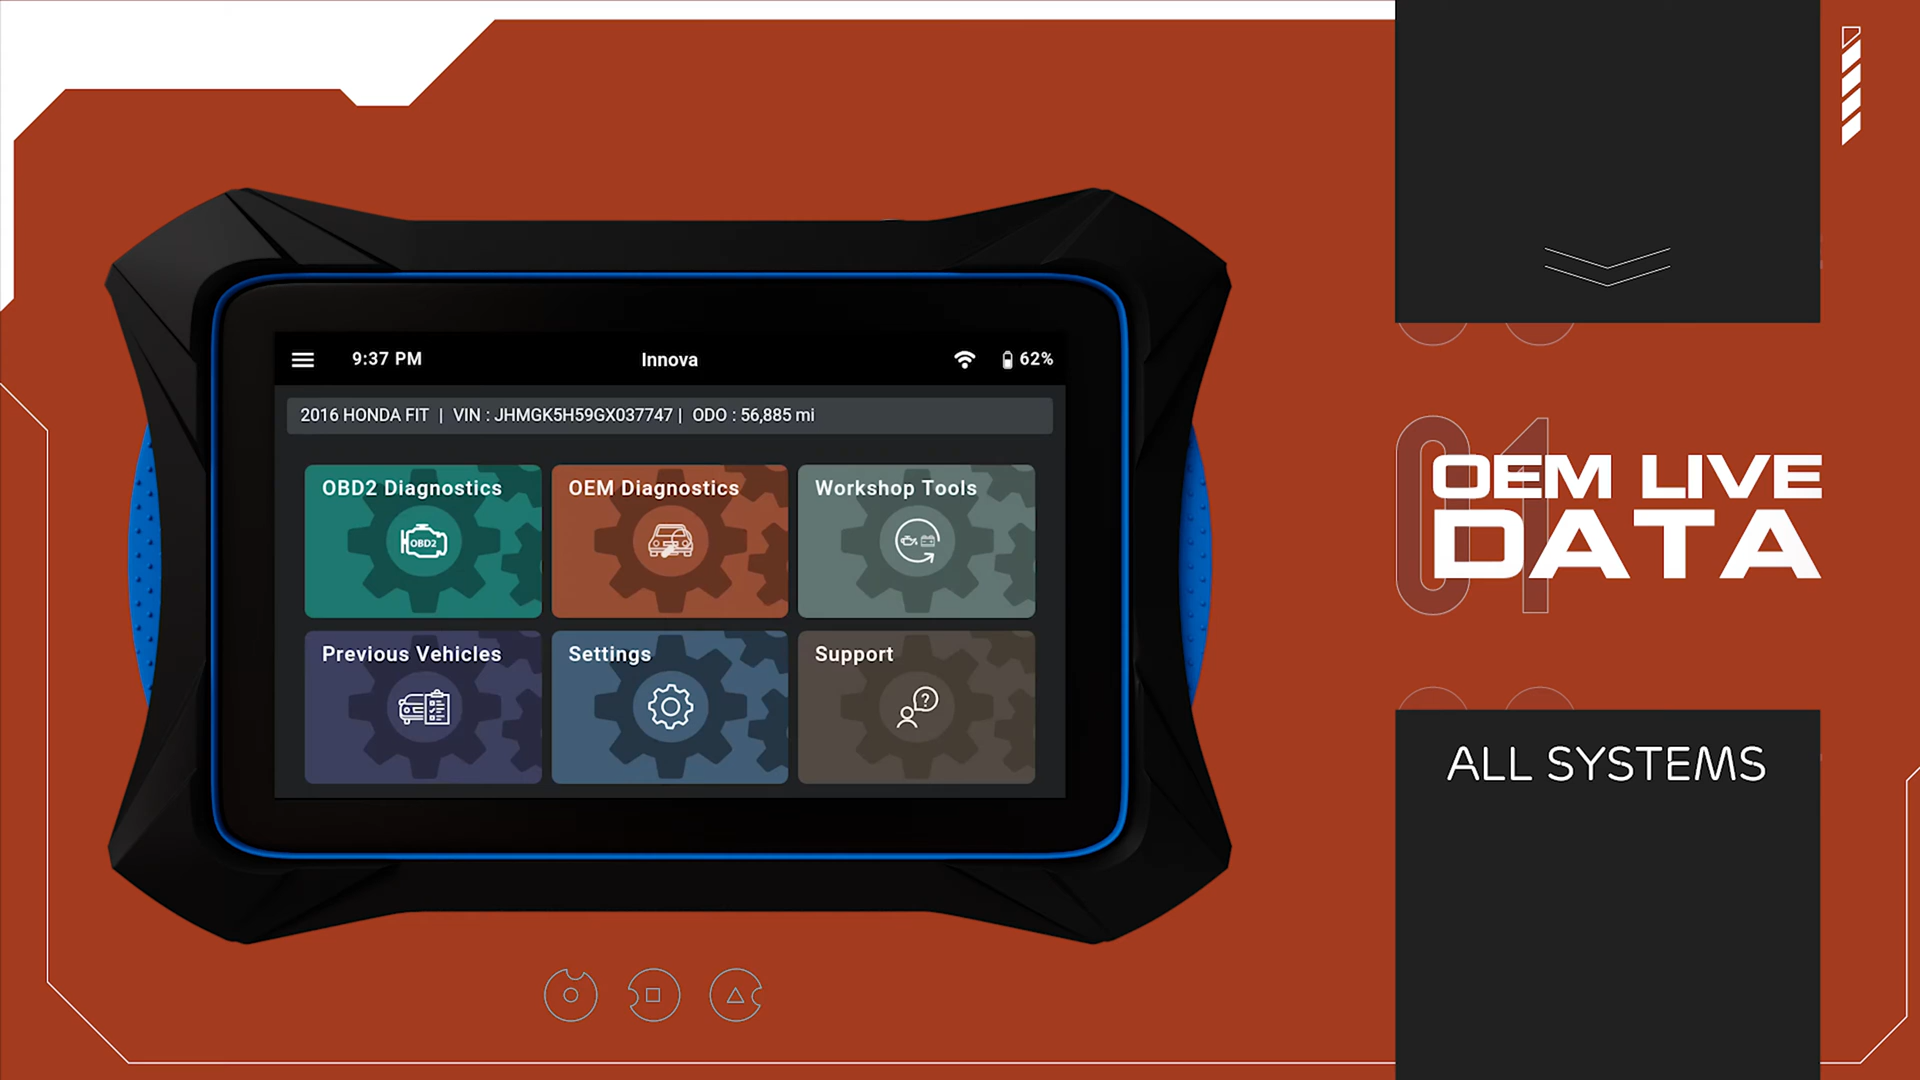 9:37 PM
Innova
62%
2016 HONDA FIT | VIN : JHMGK5H59GX037747 | ODO : 56,885 mi
OBD2 Diagnostics
OBD2
OEM Diagnostics
Workshop Tools
Previous Vehicles
Settings
Support
?
01
OEM LIVE
DATA
ALL SYSTEMS